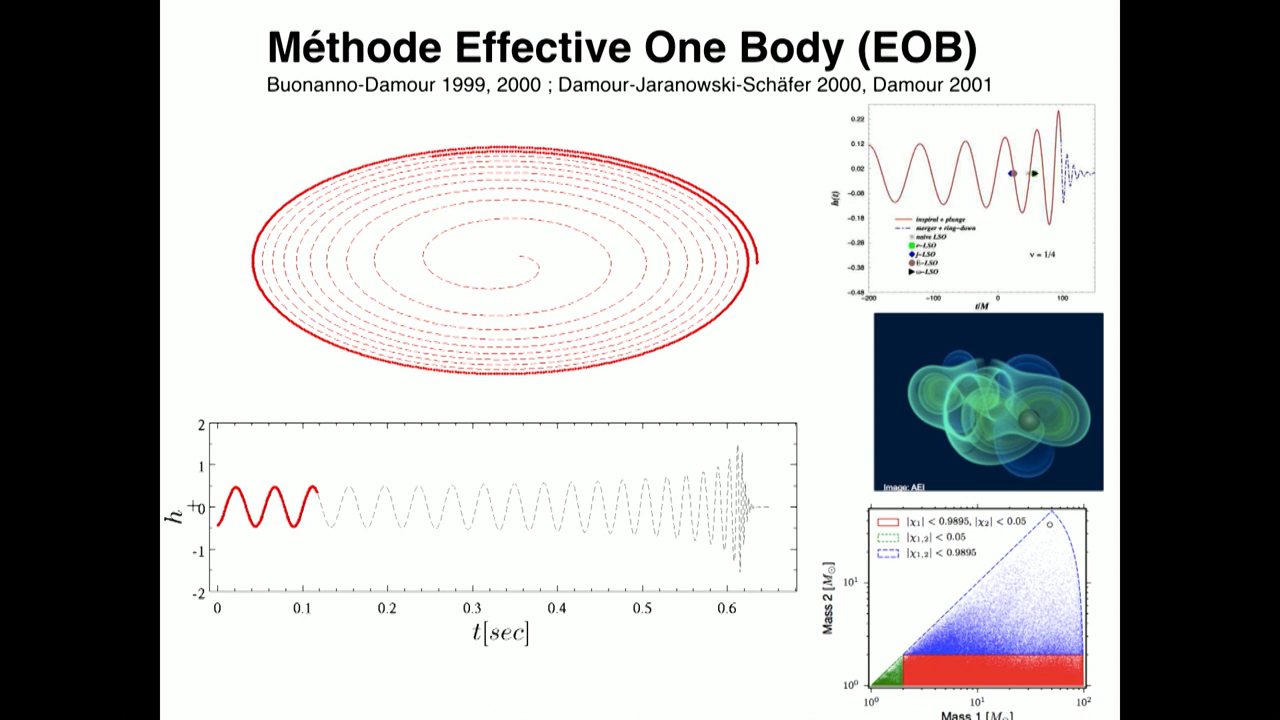 Méthode Effective One Body (EOB)
Buonanno-Damour 1999, 2000 ; Damour-Jaranowski-Schäfer 2000, Damour 2001
0.22
0.12
0.02
−0.08
−0.18
−0.28
−0.38
−0.48
h(t)
inspiral + plunge
merger + ring−down
naive LSO
r−LSO
j−LSO
E−LSO
ω−LSO
ν = 1/4
−200
−100
0
100
t/M
Image: AEI
2
1
0
-1
-2
h+
0
0.1
0.2
0.3
0.4
0.5
0.6
t[sec]
|χ1| < 0.9895, |χ2| < 0.05
|χ1,2| < 0.05
|χ1,2| < 0.9895
10¹
10⁰
Mass 2 [M⊙]
10⁰
10¹
10²
Mass 1 [M⊙]